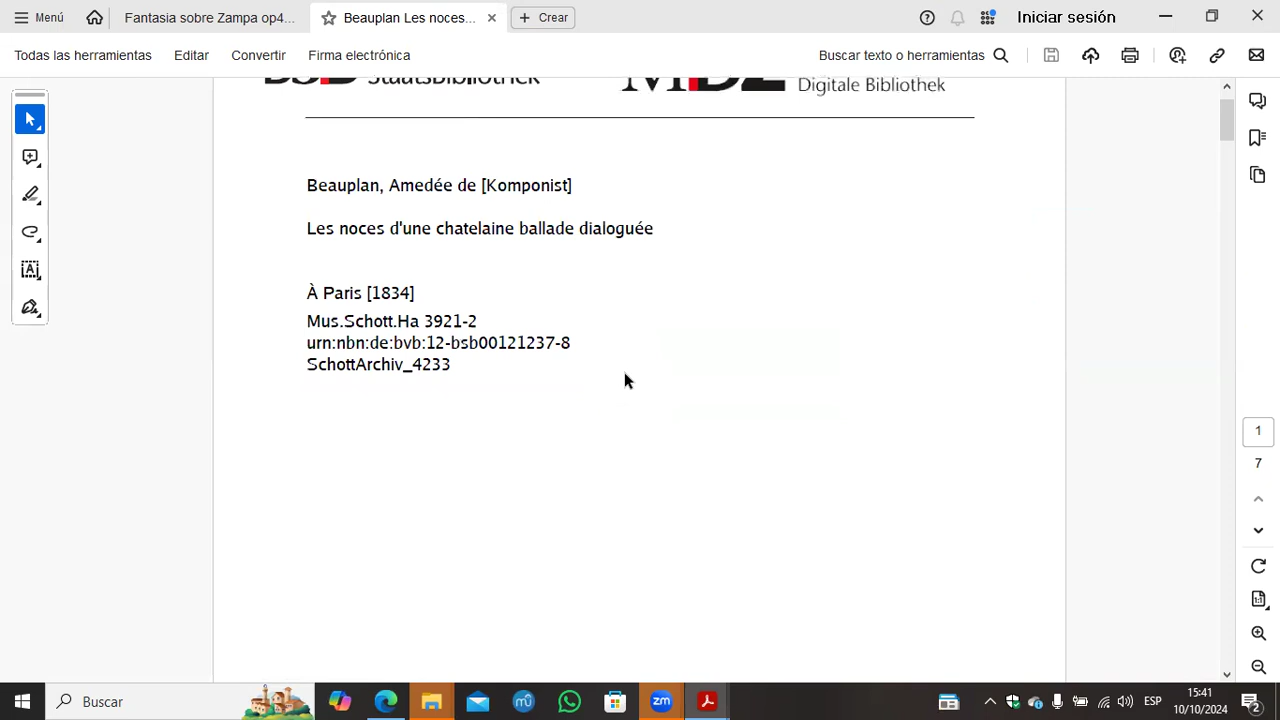 Menú
Fantasia sobre Zampa op4...
Beauplan Les noces...
Crear
Iniciar sesión
Todas las herramientas
Editar
Convertir
Firma electrónica
Buscar texto o herramientas
Staatsbibliothek
Digitale Bibliothek
Beauplan, Amedée de [Komponist]
Les noces d'une chatelaine ballade dialoguée
À Paris [1834]
Mus.Schott.Ha 3921-2
urn:nbn:de:bvb:12-bsb00121237-8
SchottArchiv_4233
1
7
Buscar
zm
ESP
15:41
10/10/2024
2